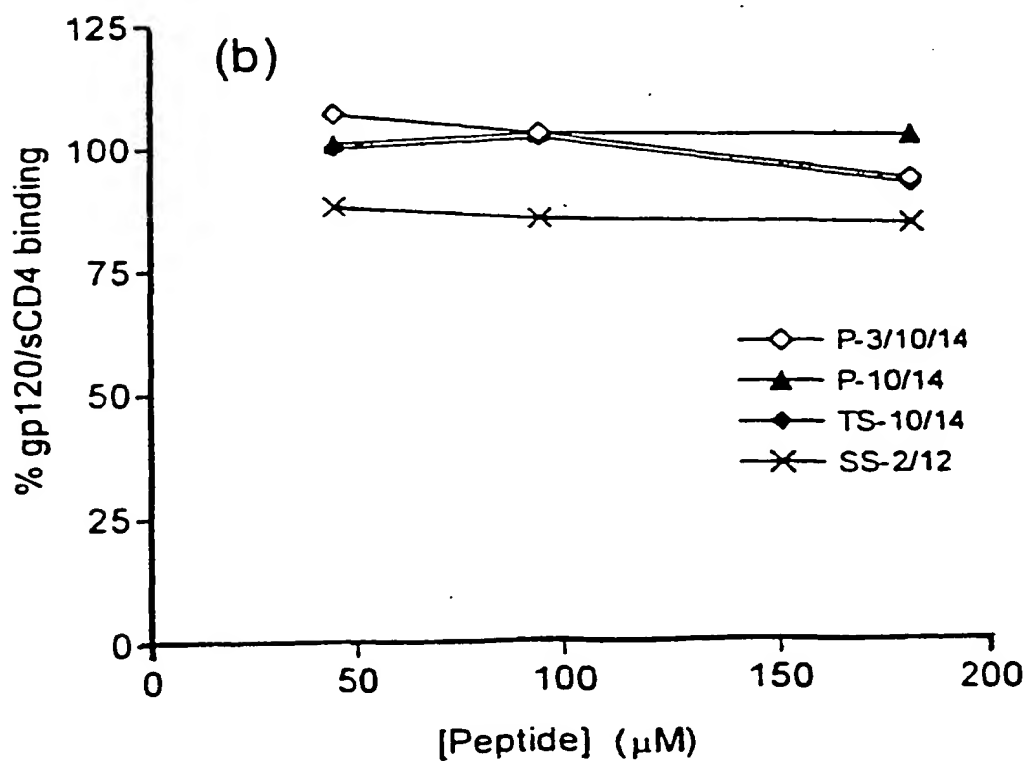 (b)
125
100
75
50
25
0
% gp120/sCD4 binding
0 50 100 150 200
[Peptide] (μM)
P-3/10/14
P-10/14
TS-10/14
SS-2/12